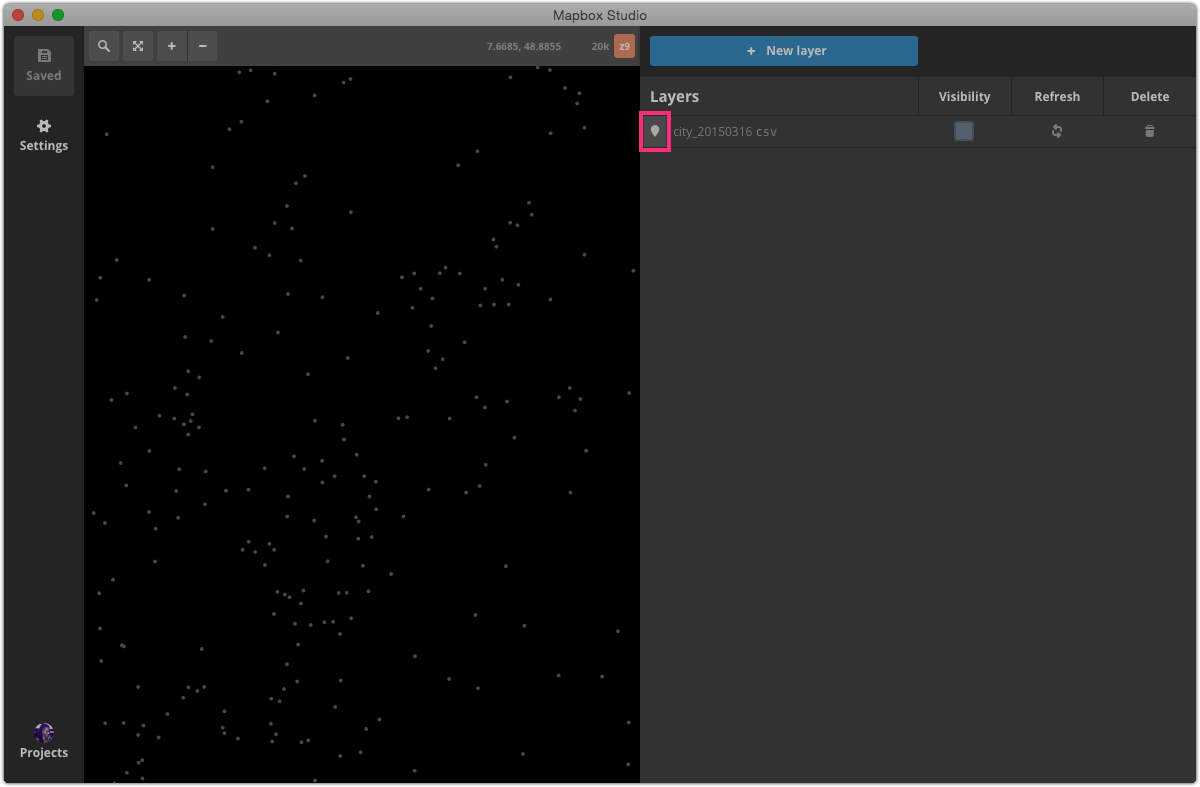 Mapbox Studio
Saved
7.6685, 48.8855
20k
z9
+ New layer
Layers
Visibility
Refresh
Delete
Settings
city_20150316 csv
Projects